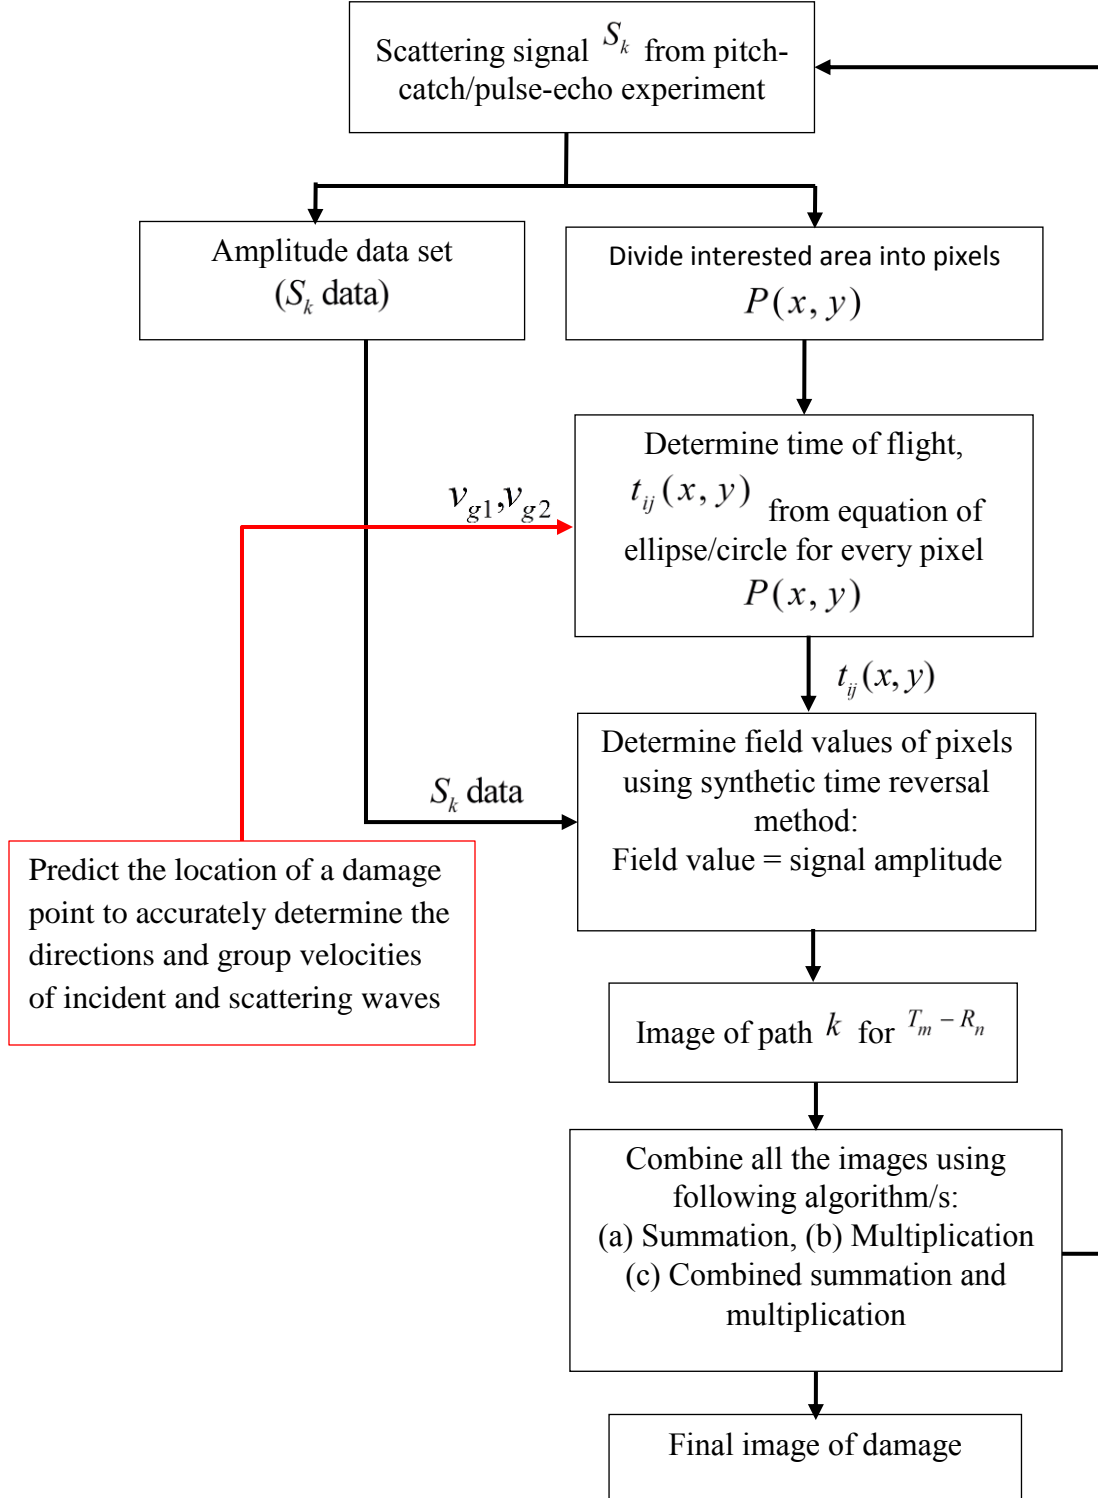 Scattering signal S_k from pitch-
catch/pulse-echo experiment
Amplitude data set
(S_k data)
Divide interested area into pixels
P(x, y)
Determine time of flight,
t_ij(x, y) from equation of
ellipse/circle for every pixel
P(x, y)
v_g1,v_g2
t_ij(x, y)
Determine field values of pixels
using synthetic time reversal
method:
Field value = signal amplitude
S_k data
Predict the location of a damage
point to accurately determine the
directions and group velocities
of incident and scattering waves
Image of path k for T_m − R_n
Combine all the images using
following algorithm/s:
(a) Summation, (b) Multiplication
(c) Combined summation and
multiplication
Final image of damage